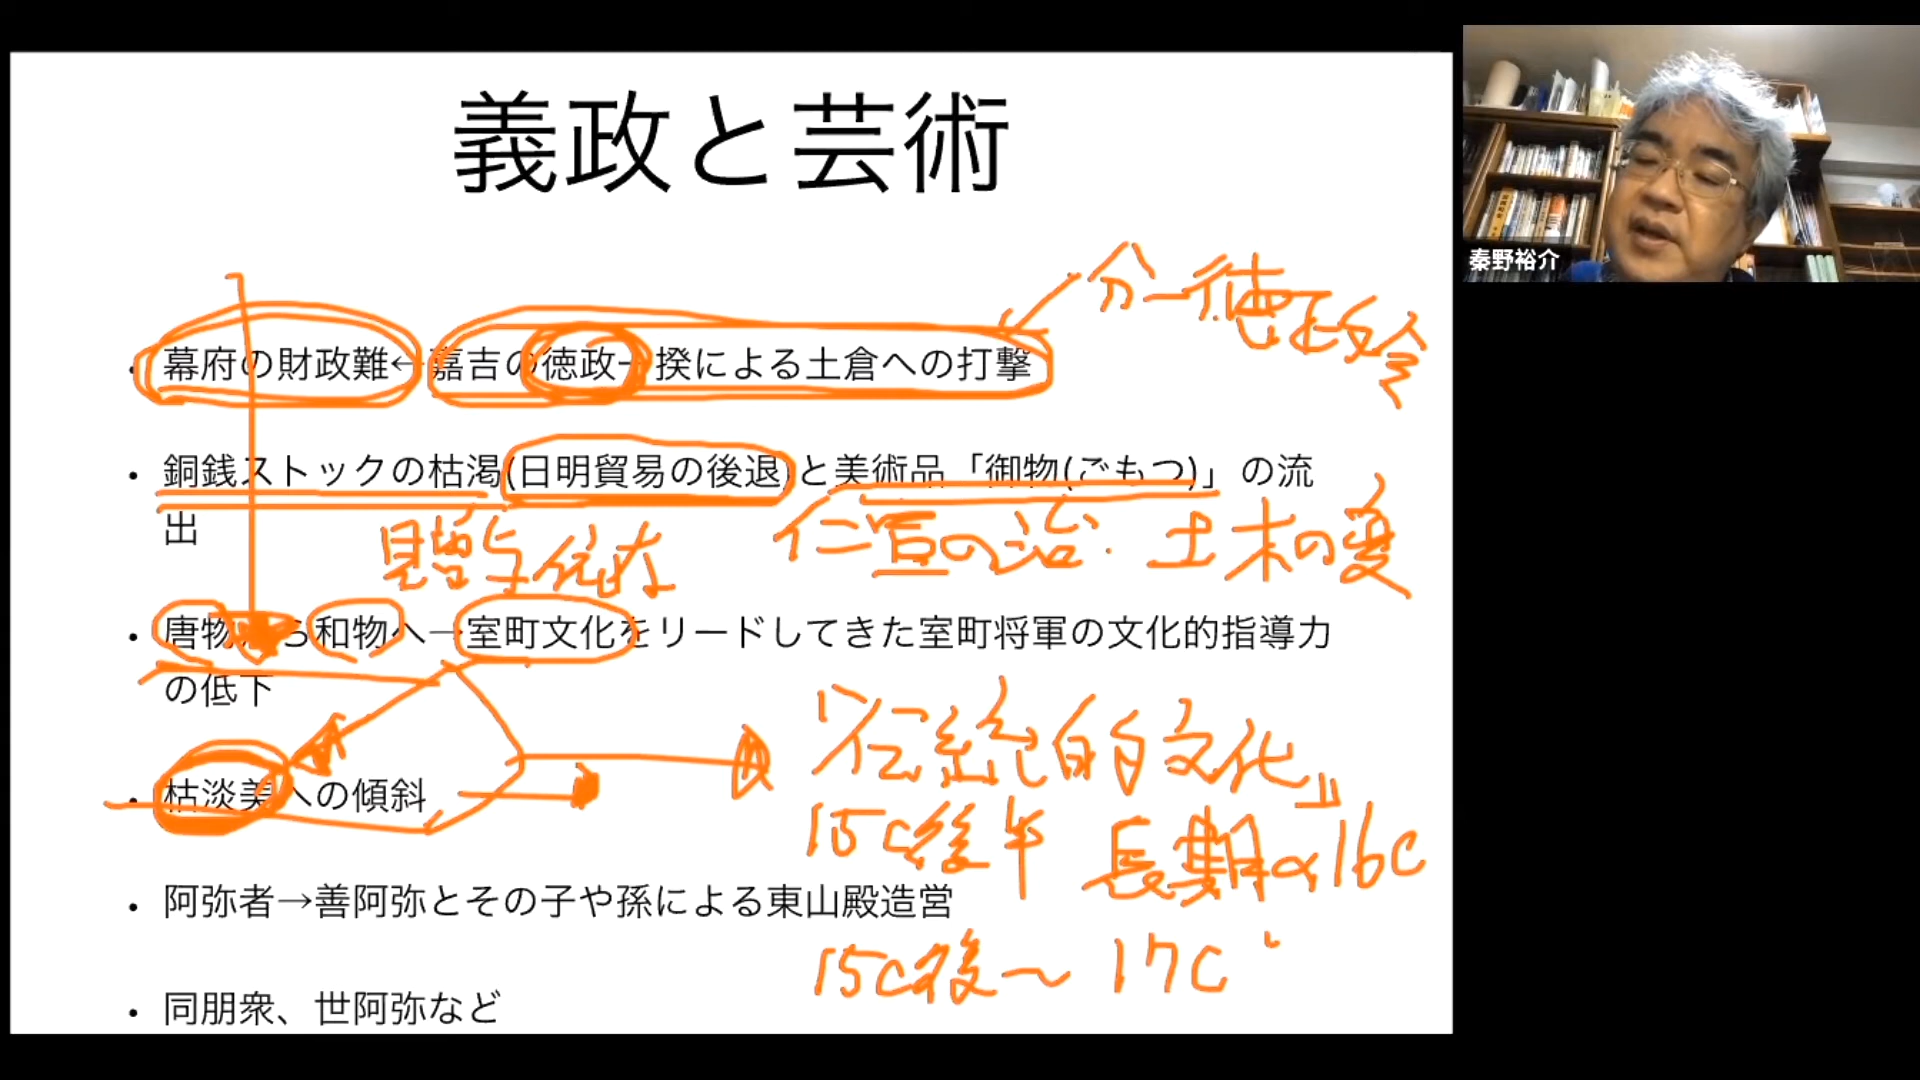 義政と芸術
秦野裕介
分一徳政令
・幕府の財政難←嘉吉の徳政一揆による土倉への打撃
・銅銭ストックの枯渇(日明貿易の後退)と美術品「御物(ごもつ)」の流
出
贈与依存 仁宣の治 土木の変
・唐物から和物へ→室町文化をリードしてきた室町将軍の文化的指導力
の低下
"伝統的文化"
・枯淡美への傾斜
15C後半 長期の16C
・阿弥者→善阿弥とその子や孫による東山殿造営
15C後〜17C
・同朋衆、世阿弥など